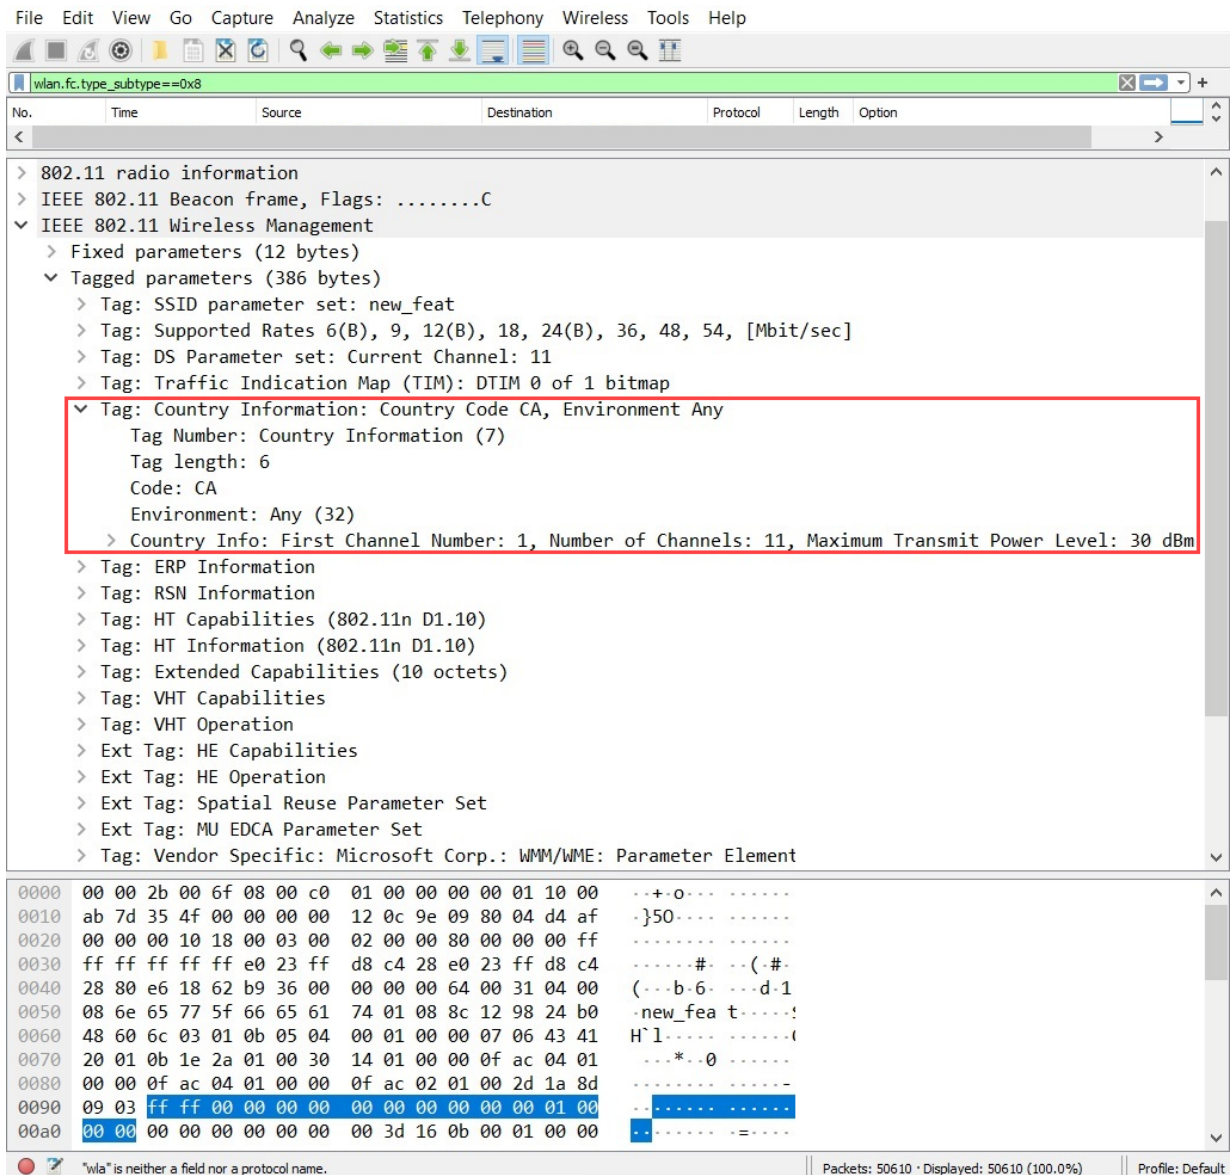 File Edit View Go Capture Analyze Statistics Telephony Wireless Tools Help
wlan.fc.type_subtype==0x8
No. Time Source Destination Protocol Length Option
802.11 radio information
IEEE 802.11 Beacon frame, Flags: ........C
IEEE 802.11 Wireless Management
Fixed parameters (12 bytes)
Tagged parameters (386 bytes)
Tag: SSID parameter set: new_feat
Tag: Supported Rates 6(B), 9, 12(B), 18, 24(B), 36, 48, 54, [Mbit/sec]
Tag: DS Parameter set: Current Channel: 11
Tag: Traffic Indication Map (TIM): DTIM 0 of 1 bitmap
Tag: Country Information: Country Code CA, Environment Any
Tag Number: Country Information (7)
Tag length: 6
Code: CA
Environment: Any (32)
Country Info: First Channel Number: 1, Number of Channels: 11, Maximum Transmit Power Level: 30 dBm
Tag: ERP Information
Tag: RSN Information
Tag: HT Capabilities (802.11n D1.10)
Tag: HT Information (802.11n D1.10)
Tag: Extended Capabilities (10 octets)
Tag: VHT Capabilities
Tag: VHT Operation
Ext Tag: HE Capabilities
Ext Tag: HE Operation
Ext Tag: Spatial Reuse Parameter Set
Ext Tag: MU EDCA Parameter Set
Tag: Vendor Specific: Microsoft Corp.: WMM/WME: Parameter Element
0000 00 00 2b 00 6f 08 00 c0 01 00 00 00 00 01 10 00 ··+·o··· ········
0010 ab 7d 35 4f 00 00 00 00 12 0c 9e 09 80 04 d4 af ·}5O···· ········
0020 00 00 00 10 18 00 03 00 02 00 00 80 00 00 00 ff ········ ········
0030 ff ff ff ff ff e0 23 ff d8 c4 28 e0 23 ff d8 c4 ······#· ··(·#·
0040 28 80 e6 18 62 b9 36 00 00 00 00 64 00 31 04 00 (···b·6· ···d·1
0050 08 6e 65 77 5f 66 65 61 74 01 08 8c 12 98 24 b0 ·new_fea t·····
0060 48 60 6c 03 01 0b 05 04 00 01 00 00 07 06 43 41 H`l····· ······
0070 20 01 0b 1e 2a 01 00 30 14 01 00 00 0f ac 04 01 ···*··0 ········
0080 00 00 0f ac 04 01 00 00 0f ac 02 01 00 2d 1a 8d ········ ·····-
0090 09 03 ff ff 00 00 00 00 00 00 00 00 00 00 01 00 ········ ········
00a0 00 00 00 00 00 00 00 00 00 3d 16 0b 00 01 00 00 ········ ·=····
"wla" is neither a field nor a protocol name. Packets: 50610 · Displayed: 50610 (100.0%) Profile: Default